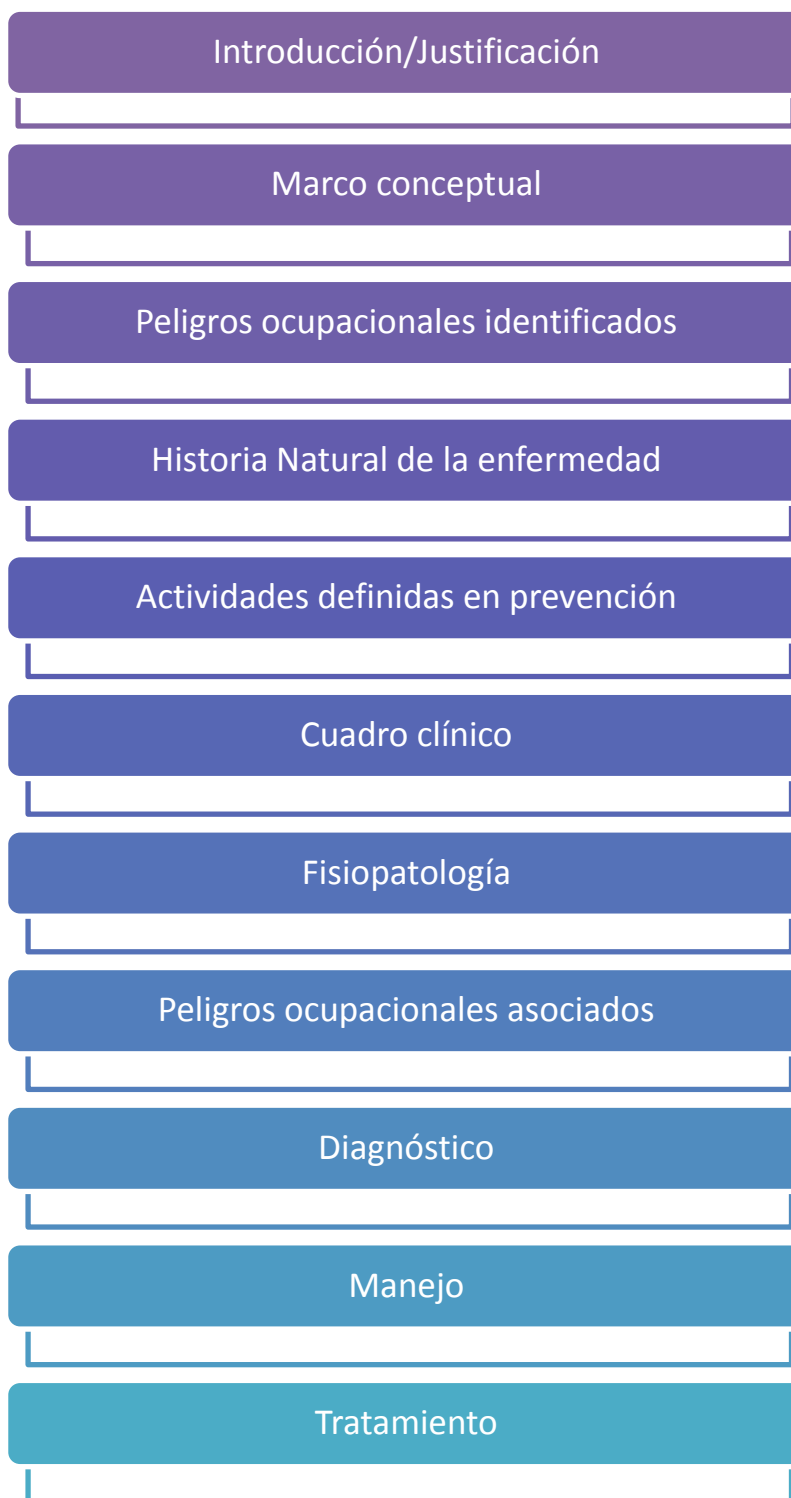 Introducción/Justificación
Marco conceptual
Peligros ocupacionales identificados
Historia Natural de la enfermedad
Actividades definidas en prevención
Cuadro clínico
Fisiopatología
Peligros ocupacionales asociados
Diagnóstico
Manejo
Tratamiento